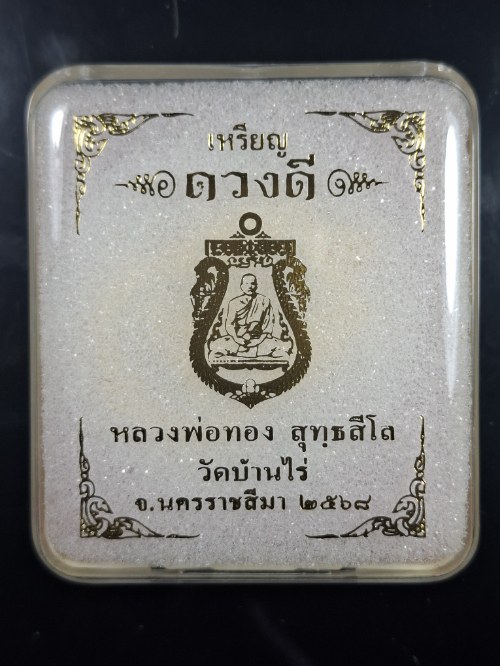 เหรียญ
ดวงดี
หลวงพ่อทอง สุทฺธสีโล
วัดบ้านไร่
จ.นครราชสีมา ๒๕๖๘